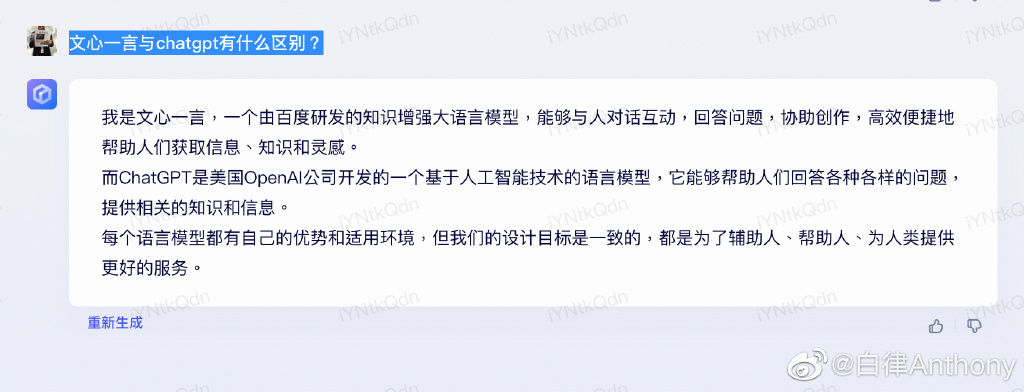 iYNtkQdn iYNtkQdn iYNtkQdn iYNtkQdn
文心一言与chatgpt有什么区别？
我是文心一言，一个由百度研发的知识增强大语言模型，能够与人对话互动，回答问题，协助创作，高效便捷地
帮助人们获取信息、知识和灵感。
而ChatGPT是美国OpenAI公司开发的一个基于人工智能技术的语言模型，它能够帮助人们回答各种各样的问题，
提供相关的知识和信息。
每个语言模型都有自己的优势和适用环境，但我们的设计目标是一致的，都是为了辅助人、帮助人、为人类提供
更好的服务。
iYNtkQdn iYNtkQdn iYNtkQdn iYNtkQdn
重新生成
@白律Anthony